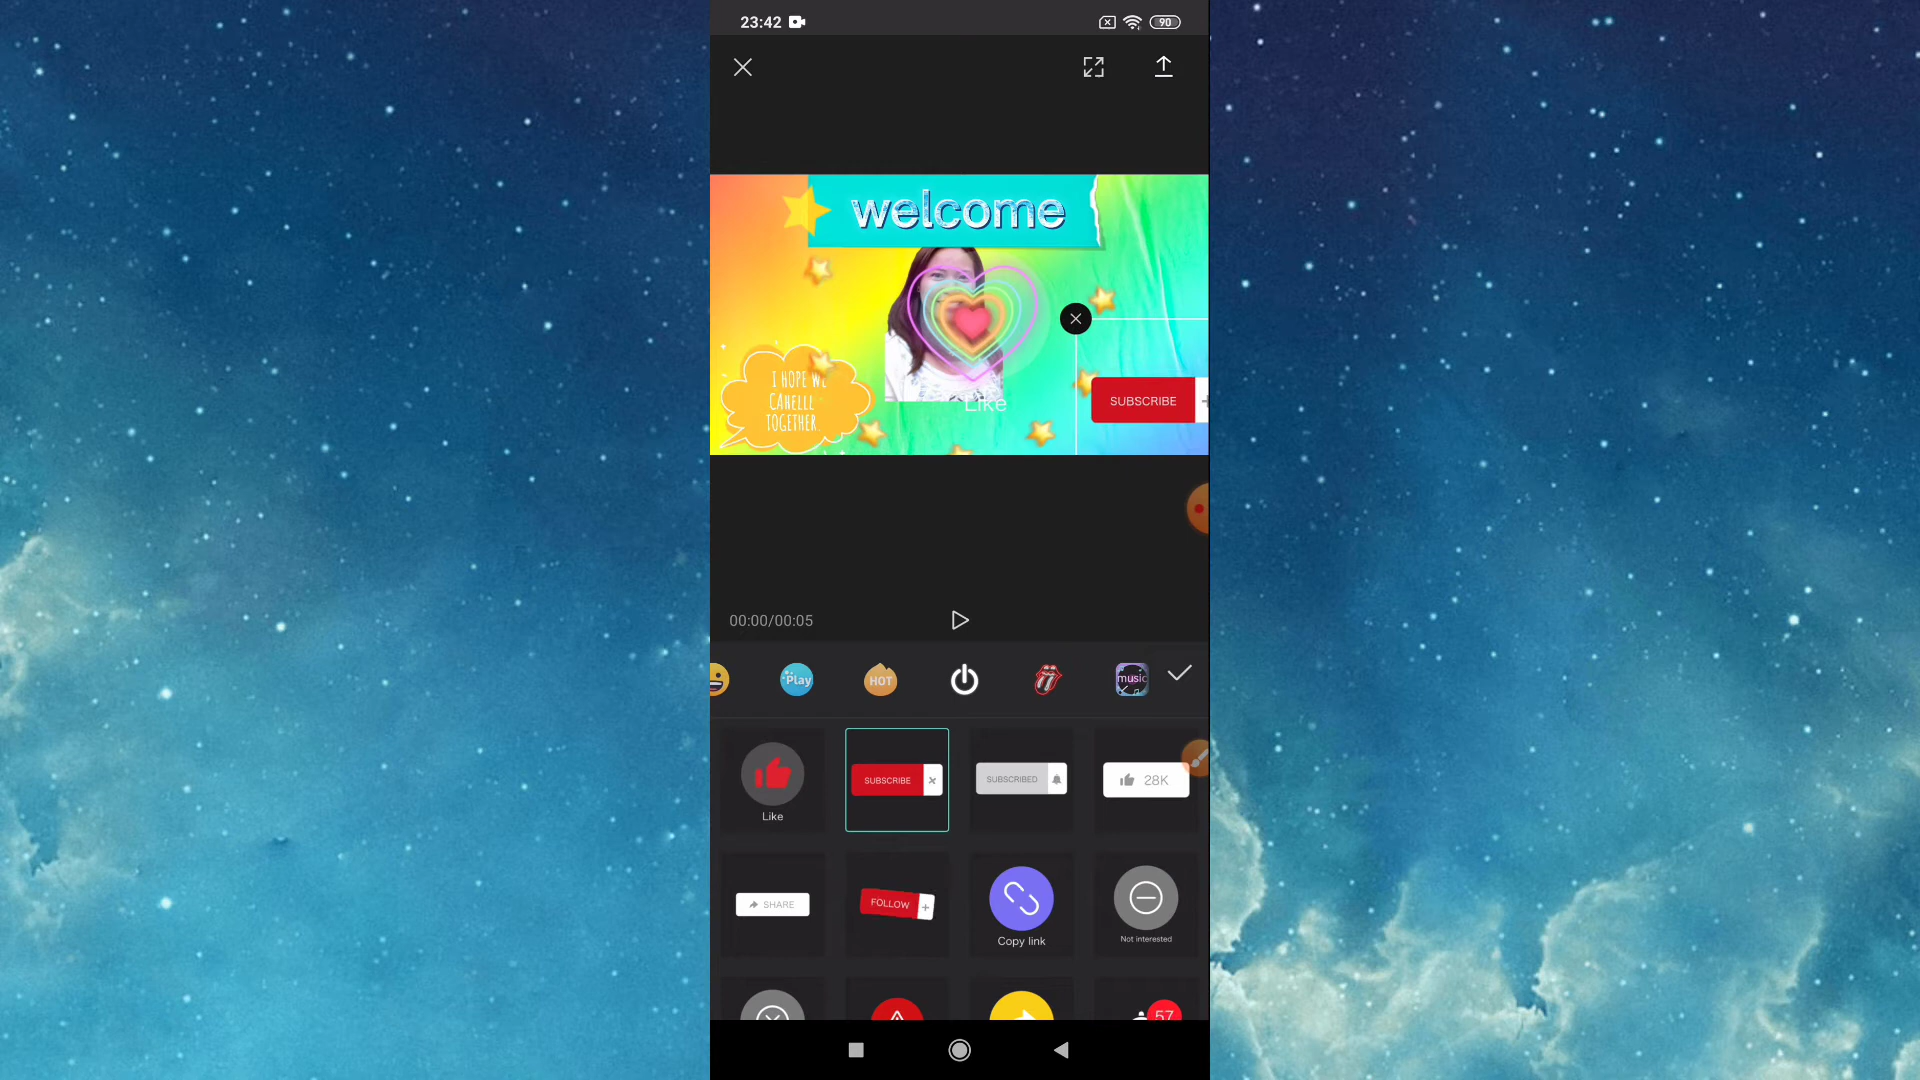 23:42
90
welcome
I HOPE WE
TOGETHER
Like
SUBSCRIBE
00:00/00:05
Play
HOT
music
Like
SUBSCRIBE
SUBSCRIBED
28K
SHARE
FOLLOW
Copy link
Not interested
57